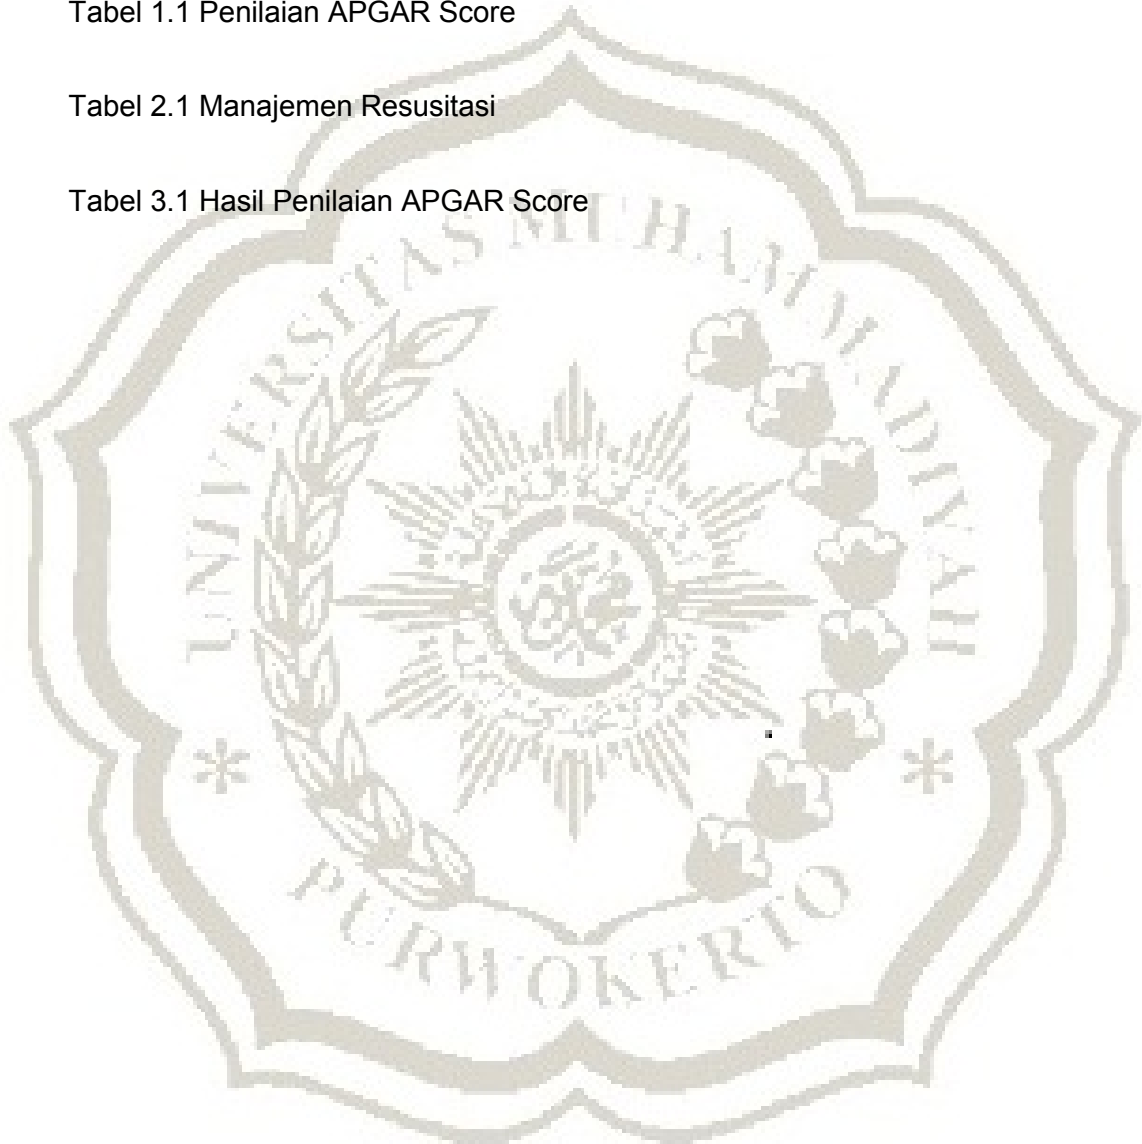 Tabel 1.1 Penilaian APGAR Score
Tabel 2.1 Manajemen Resusitasi
Tabel 3.1 Hasil Penilaian APGAR Score
UNIVERSITAS MUHAMMADIYAH
PURWOKERTO